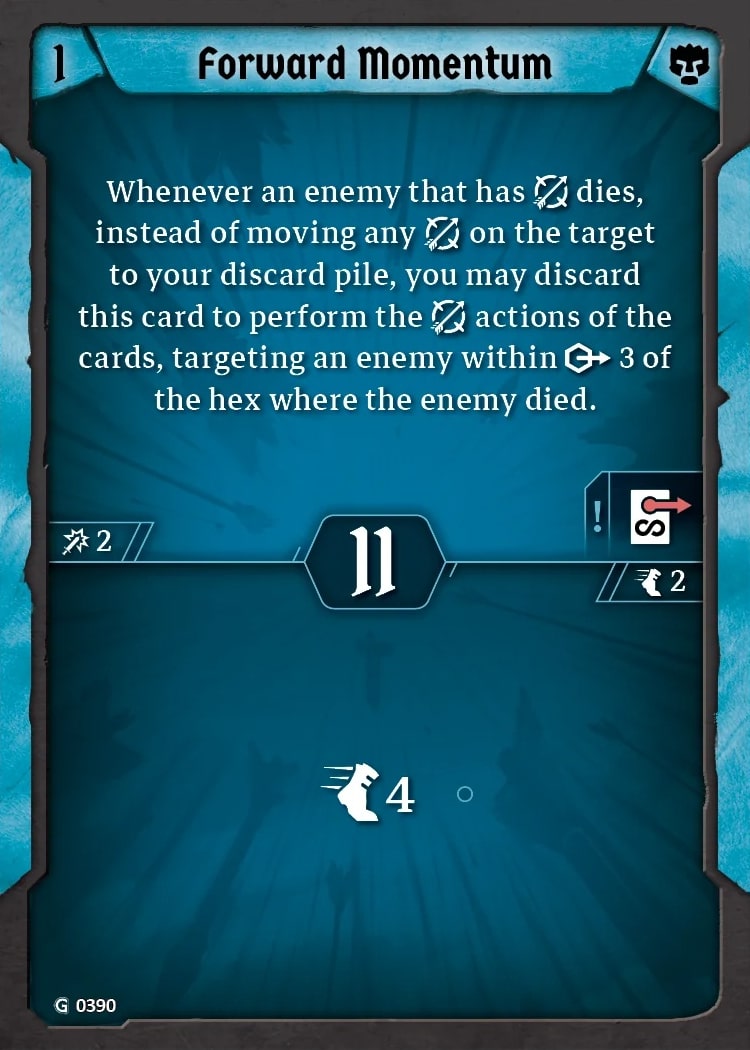 1
Forward Momentum
Whenever an enemy that has dies,
instead of moving any on the target
to your discard pile, you may discard
this card to perform the actions of the
cards, targeting an enemy within 3 of
the hex where the enemy died.
2
11
!
2
4
G 0390